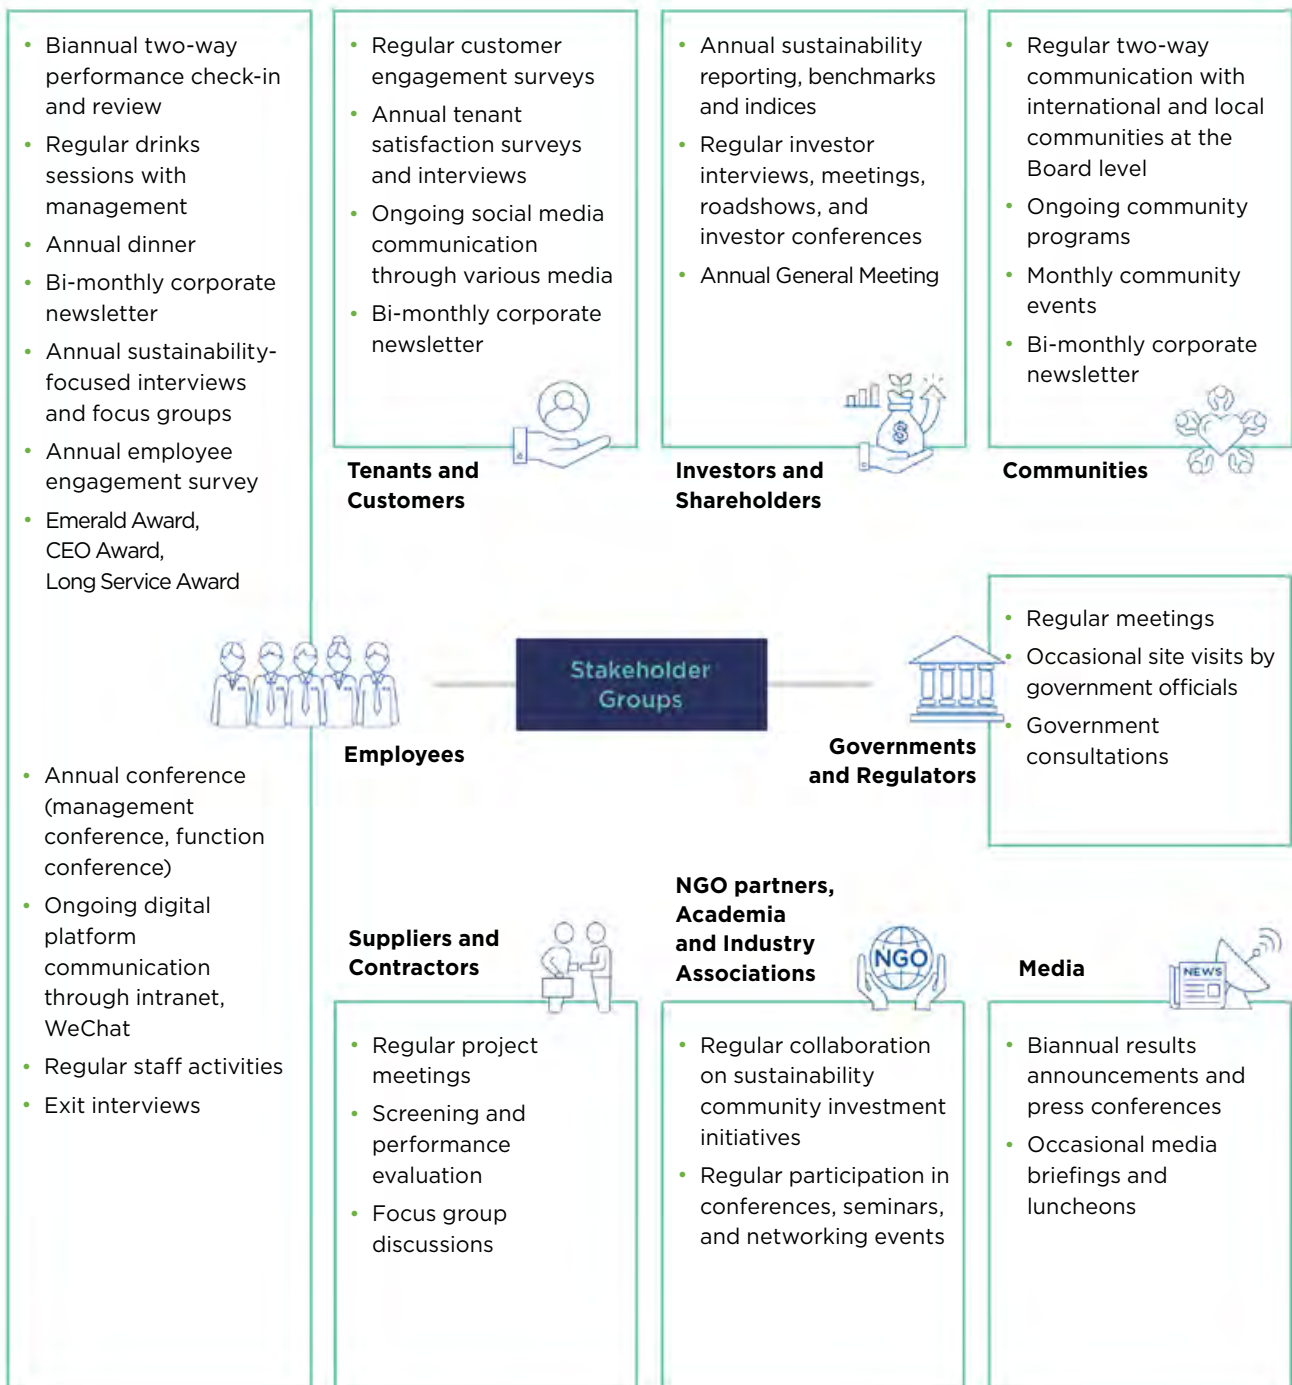 • Biannual two-way
performance check-in
and review
• Regular drinks
sessions with
management
• Annual dinner
• Bi-monthly corporate
newsletter
• Annual sustainability-
focused interviews
and focus groups
• Annual employee
engagement survey
• Emerald Award,
CEO Award,
Long Service Award
Employees
• Annual conference
(management
conference, function
conference)
• Ongoing digital
platform
communication
through intranet,
WeChat
• Regular staff activities
• Exit interviews
• Regular customer
engagement surveys
• Annual tenant
satisfaction surveys
and interviews
• Ongoing social media
communication
through various media
• Bi-monthly corporate
newsletter
Tenants and
Customers
• Annual sustainability
reporting, benchmarks
and indices
• Regular investor
interviews, meetings,
roadshows, and
investor conferences
• Annual General Meeting
$
Investors and
Shareholders
• Regular two-way
communication with
international and local
communities at the
Board level
• Ongoing community
programs
• Monthly community
events
• Bi-monthly corporate
newsletter
Communities
Stakeholder
Groups
Governments
and Regulators
• Regular meetings
• Occasional site visits by
government officials
• Government
consultations
Suppliers and
Contractors
• Regular project
meetings
• Screening and
performance
evaluation
• Focus group
discussions
NGO partners,
Academia
and Industry
Associations
NGO
• Regular collaboration
on sustainability
community investment
initiatives
• Regular participation in
conferences, seminars,
and networking events
Media
NEWS
• Biannual results
announcements and
press conferences
• Occasional media
briefings and
luncheons